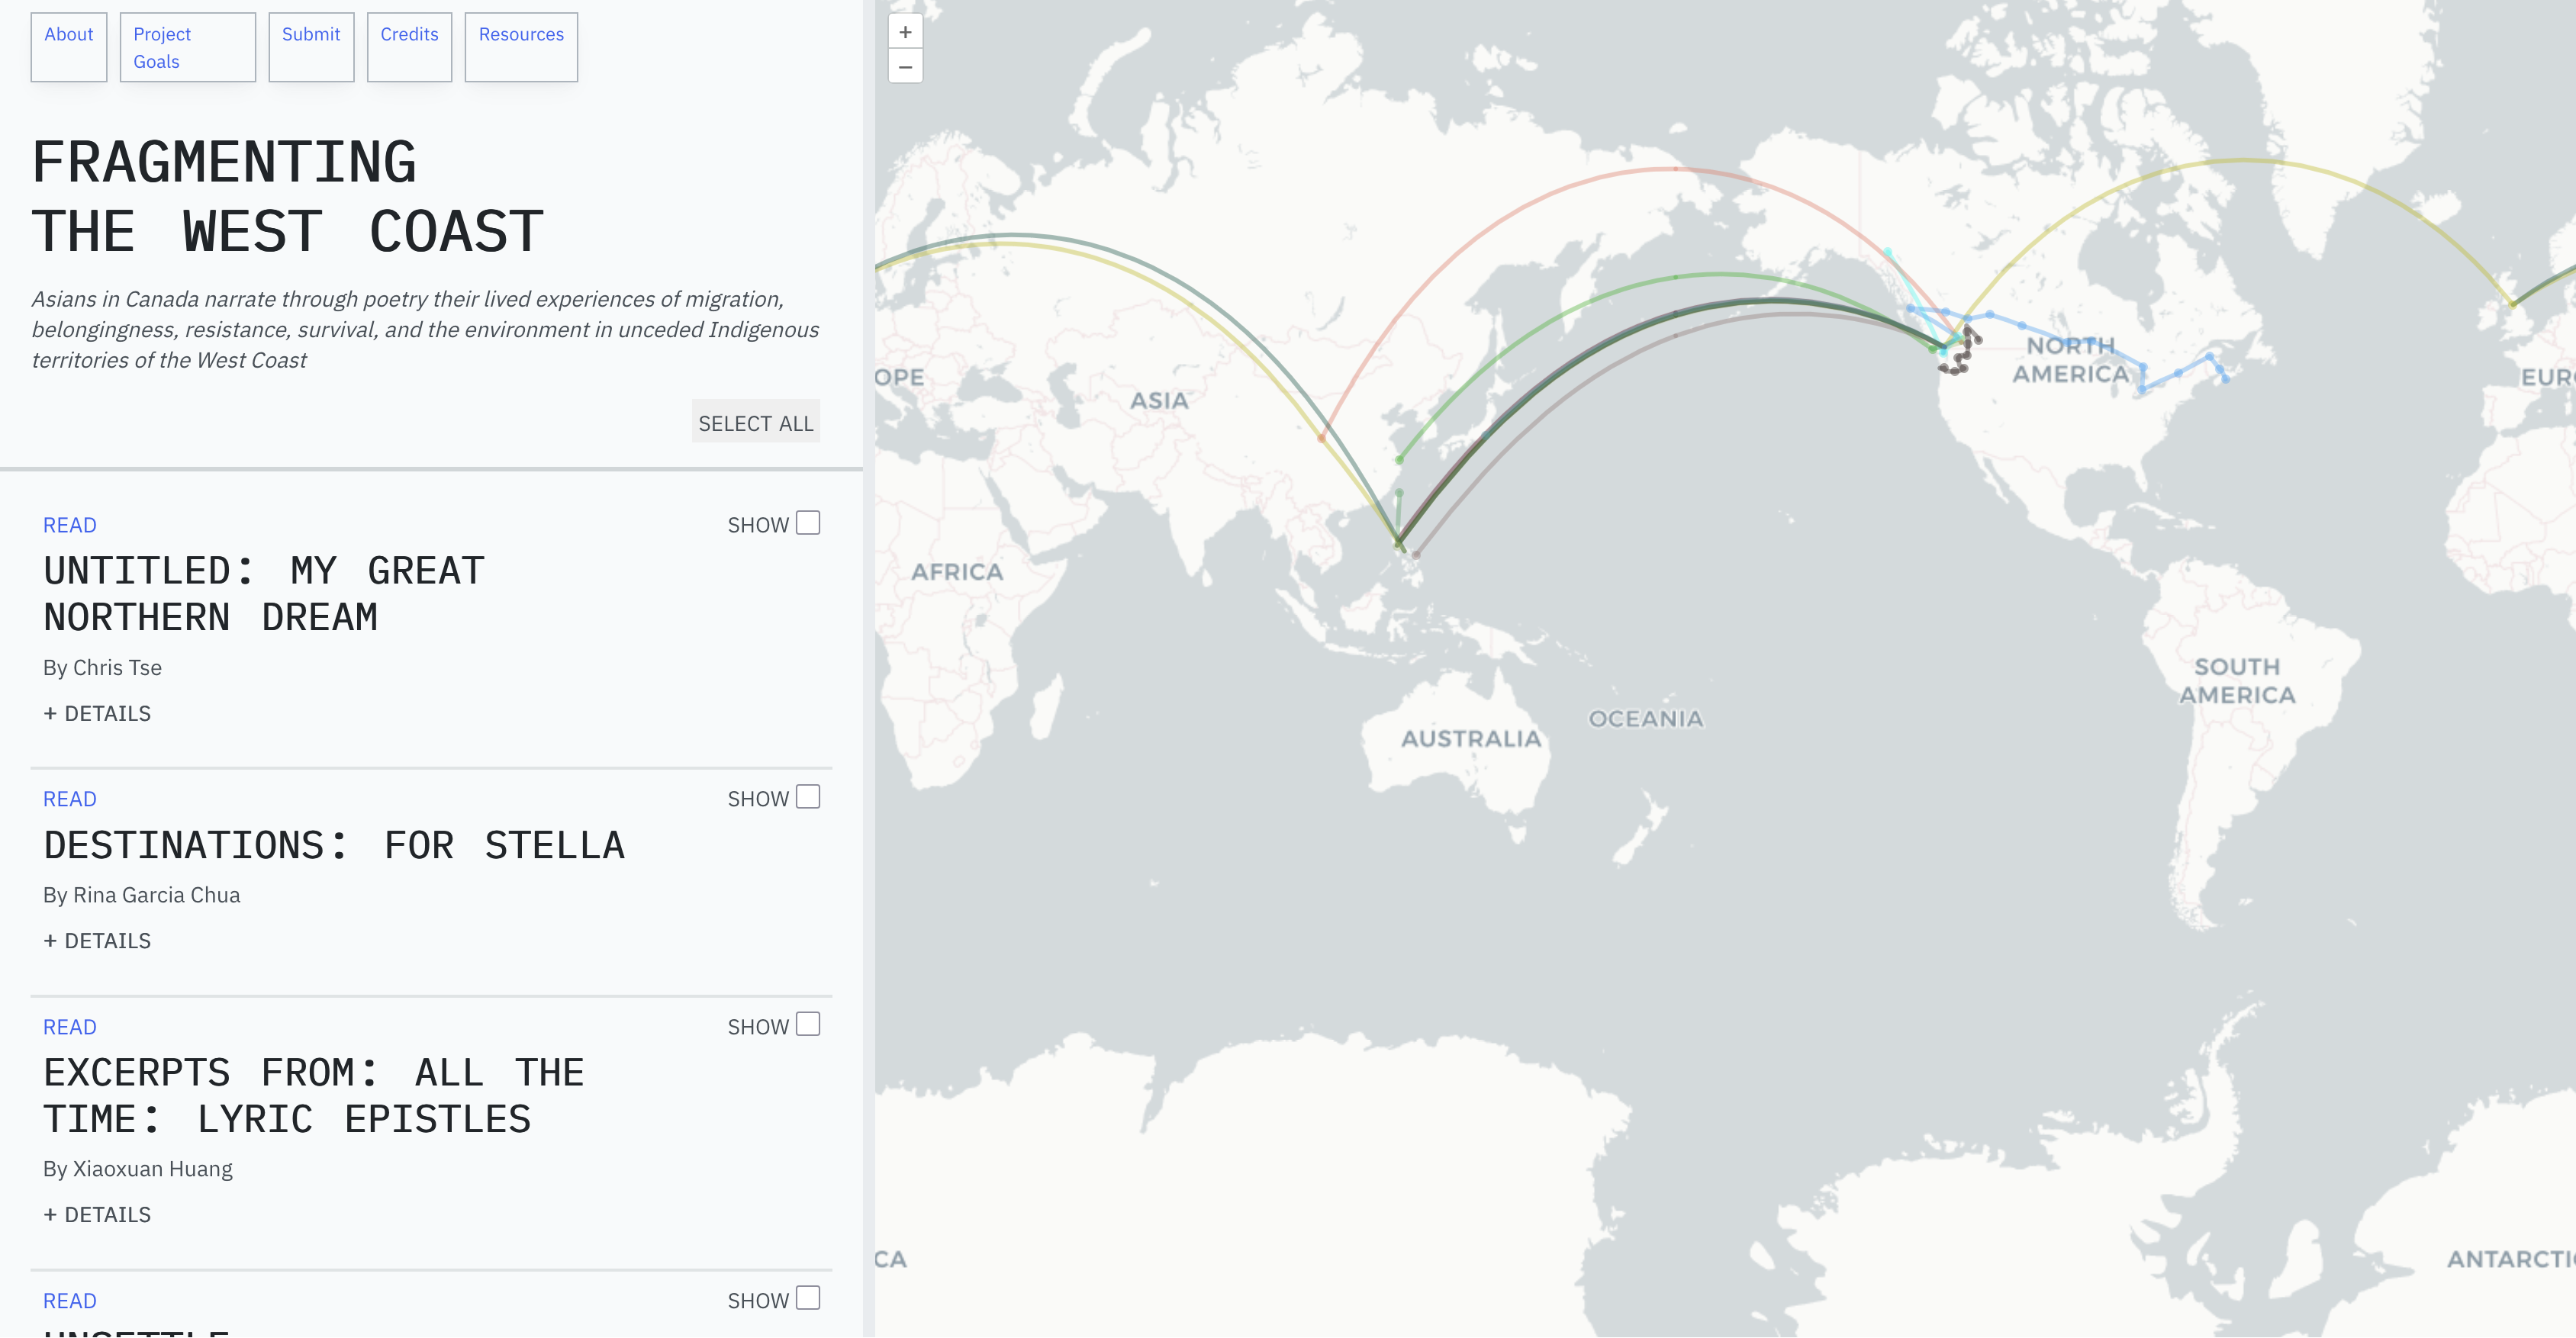 About
Project
Goals
Submit
Credits
Resources
FRAGMENTING
THE WEST COAST
Asians in Canada narrate through poetry their lived experiences of migration,
belongingness, resistance, survival, and the environment in unceded Indigenous
territories of the West Coast
SELECT ALL
READ
SHOW
UNTITLED: MY GREAT
NORTHERN DREAM
By Chris Tse
+ DETAILS
READ
SHOW
DESTINATIONS: FOR STELLA
By Rina Garcia Chua
+ DETAILS
READ
SHOW
EXCERPTS FROM: ALL THE
TIME: LYRIC EPISTLES
By Xiaoxuan Huang
+ DETAILS
READ
SHOW
UNSETTLE
+
−
OPE
ASIA
AFRICA
NORTH
AMERICA
EURO
SOUTH
AMERICA
OCEANIA
AUSTRALIA
CA
ANTARCTI